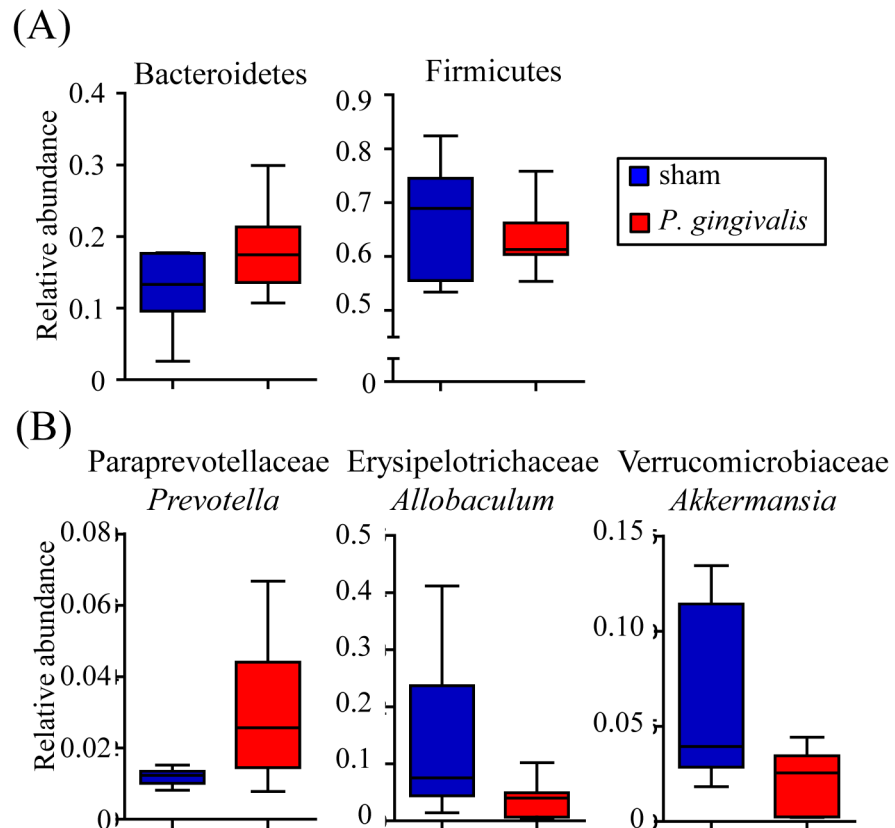 (A)
Bacteroidetes
Firmicutes
Relative abundance
0.4
0.3
0.2
0.1
0
0.9
0.8
0.7
0.6
0.5
0
sham
P. gingivalis
(B)
Paraprevotellaceae
Prevotella
Erysipelotrichaceae
Allobaculum
Verrucomicrobiaceae
Akkermansia
Relative abundance
0.08
0.06
0.04
0.02
0
0.5
0.4
0.3
0.2
0.1
0
0.15
0.10
0.05
0